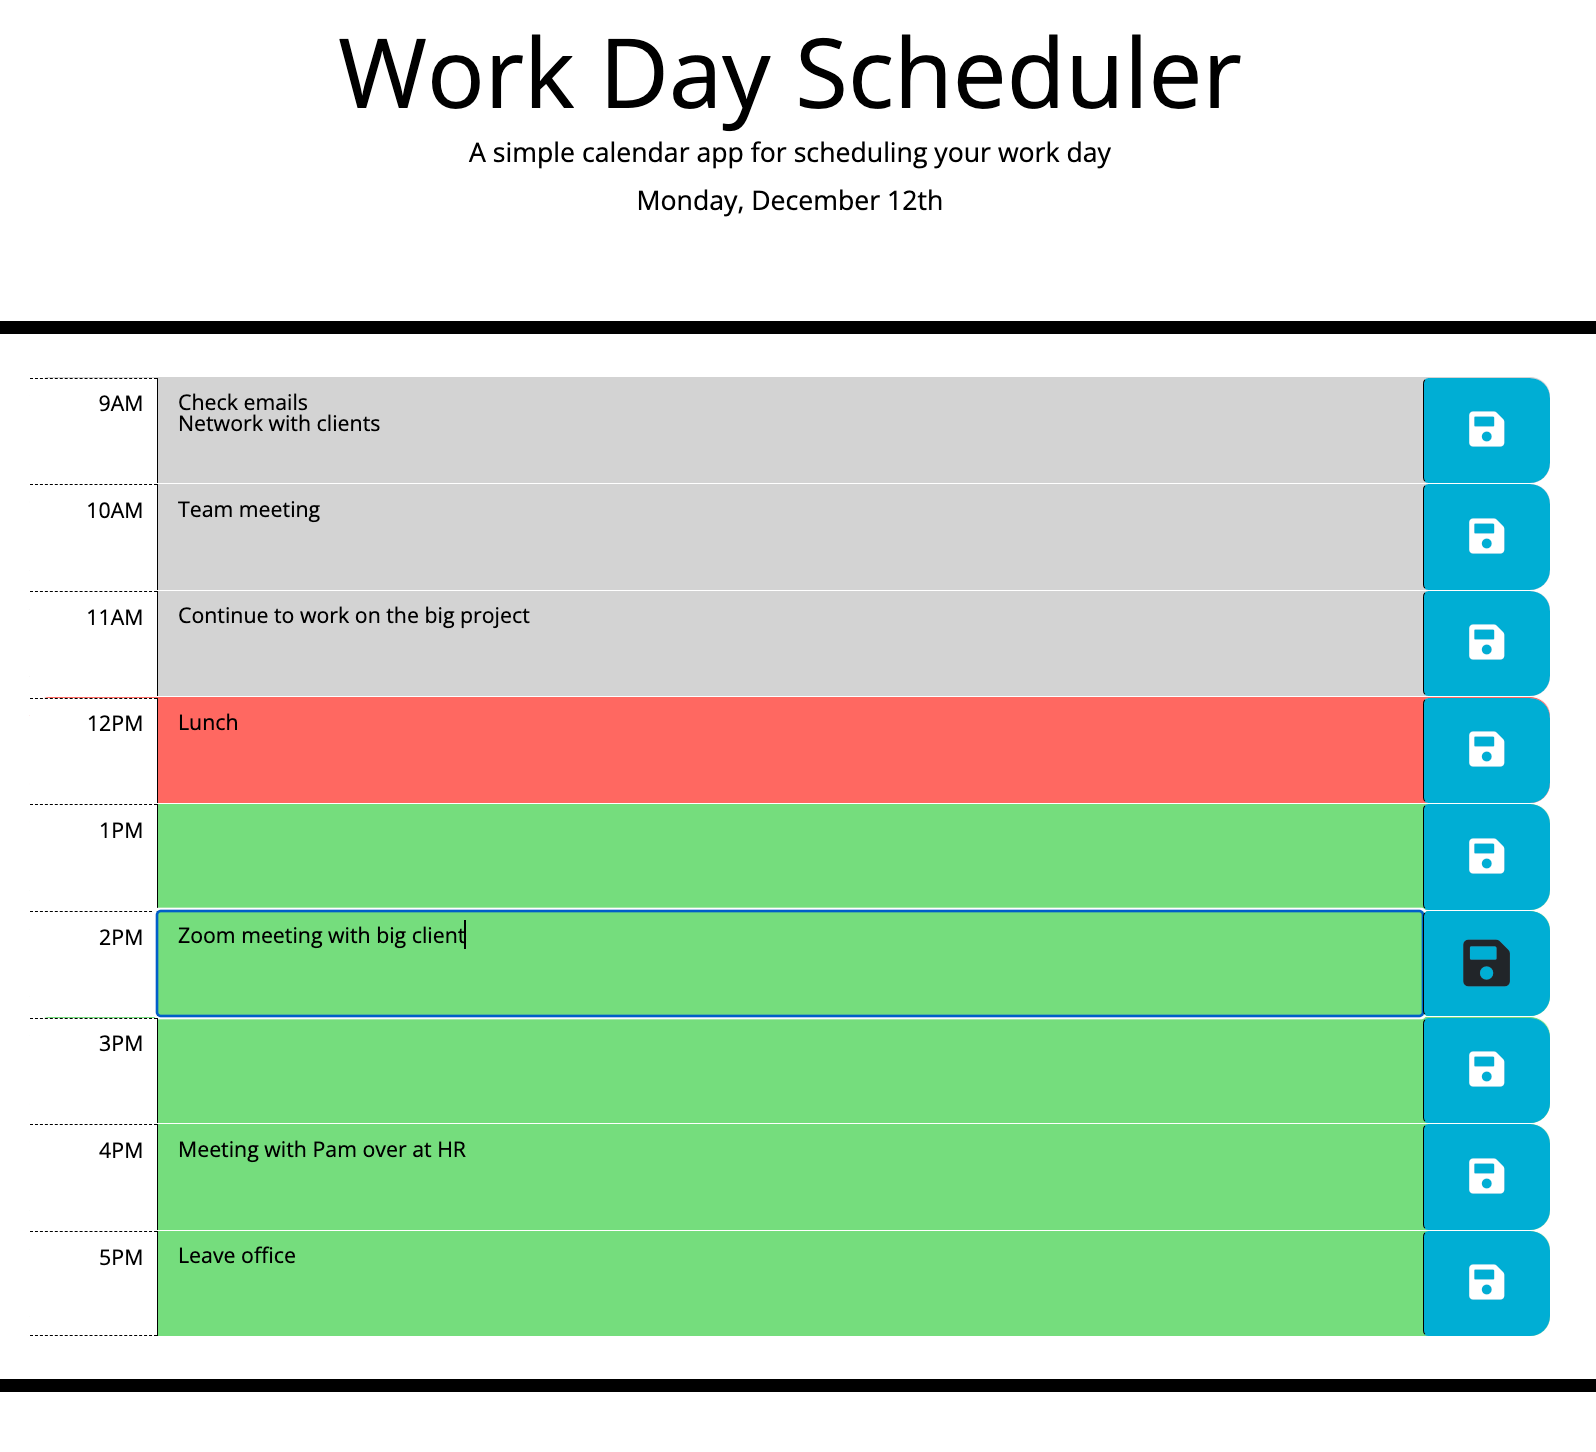 Work Day Scheduler
A simple calendar app for scheduling your work day
Monday, December 12th
9AM
Check emails
Network with clients
10AM
Team meeting
11AM
Continue to work on the big project
12PM
Lunch
1PM
2PM
Zoom meeting with big client
3PM
4PM
Meeting with Pam over at HR
5PM
Leave office